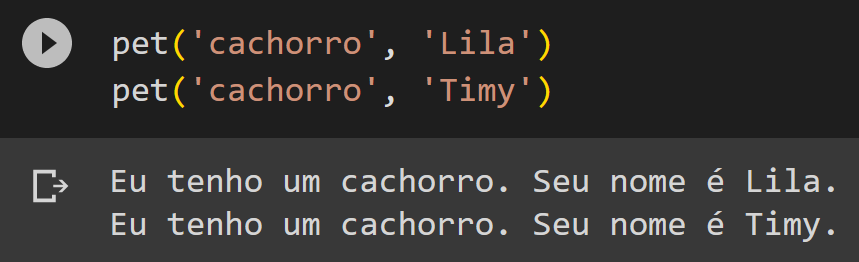 pet('cachorro', 'Lila')
pet('cachorro', 'Timy')
Eu tenho um cachorro. Seu nome é Lila.
Eu tenho um cachorro. Seu nome é Timy.